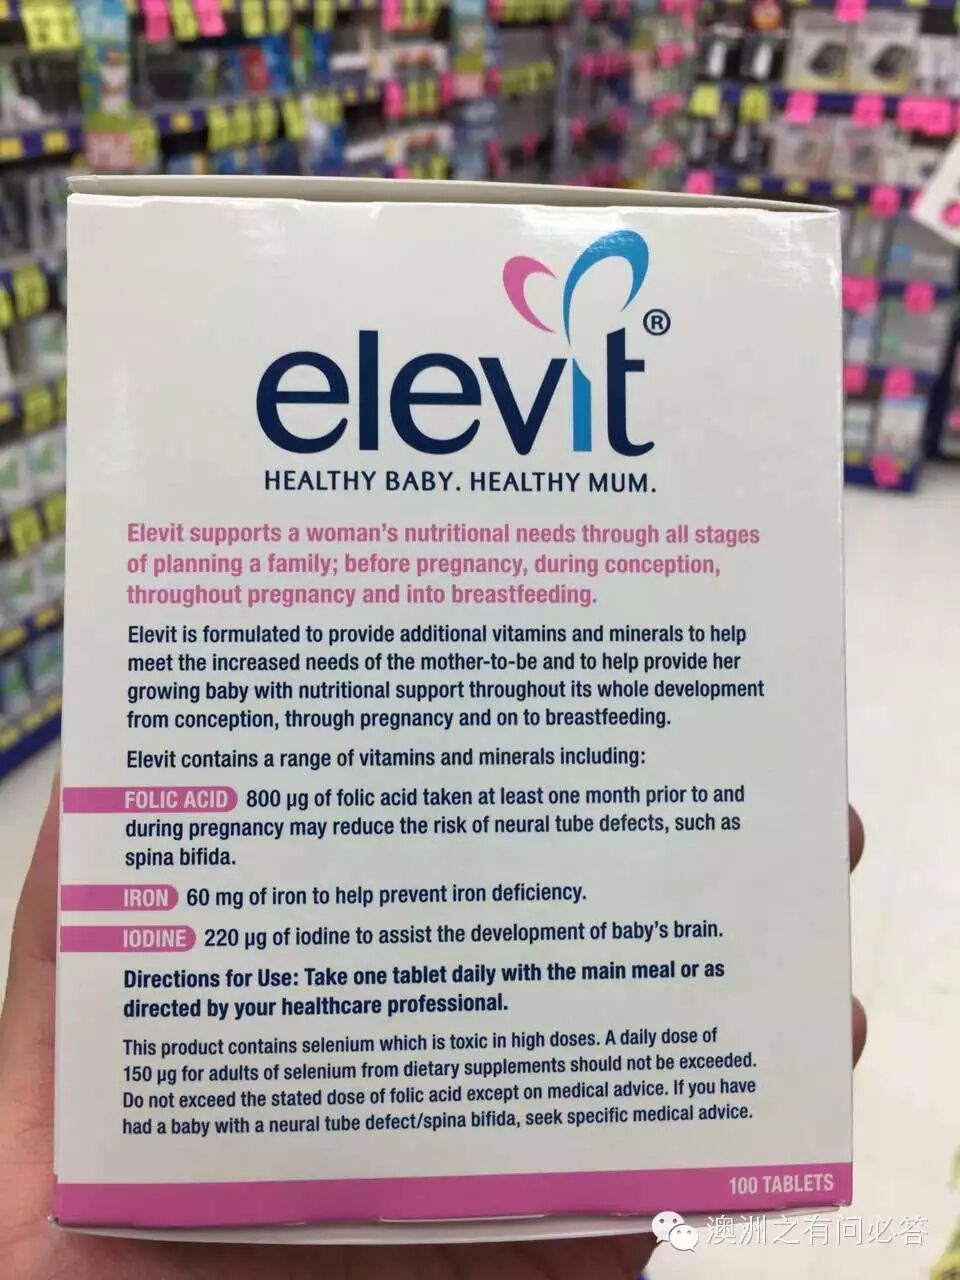 elevit®
HEALTHY BABY. HEALTHY MUM.
Elevit supports a woman's nutritional needs through all stages
of planning a family; before pregnancy, during conception,
throughout pregnancy and into breastfeeding.
Elevit is formulated to provide additional vitamins and minerals to help
meet the increased needs of the mother-to-be and to help provide her
growing baby with nutritional support throughout its whole development
from conception, through pregnancy and on to breastfeeding.
Elevit contains a range of vitamins and minerals including:
FOLIC ACID 800 µg of folic acid taken at least one month prior to and
during pregnancy may reduce the risk of neural tube defects, such as
spina bifida.
IRON 60 mg of iron to help prevent iron deficiency.
IODINE 220 µg of iodine to assist the development of baby's brain.
Directions for Use: Take one tablet daily with the main meal or as
directed by your healthcare professional.
This product contains selenium which is toxic in high doses. A daily dose of
150 µg for adults of selenium from dietary supplements should not be exceeded.
Do not exceed the stated dose of folic acid except on medical advice. If you have
had a baby with a neural tube defect/spina bifida, seek specific medical advice.
100 TABLETS
澳洲之有问必答